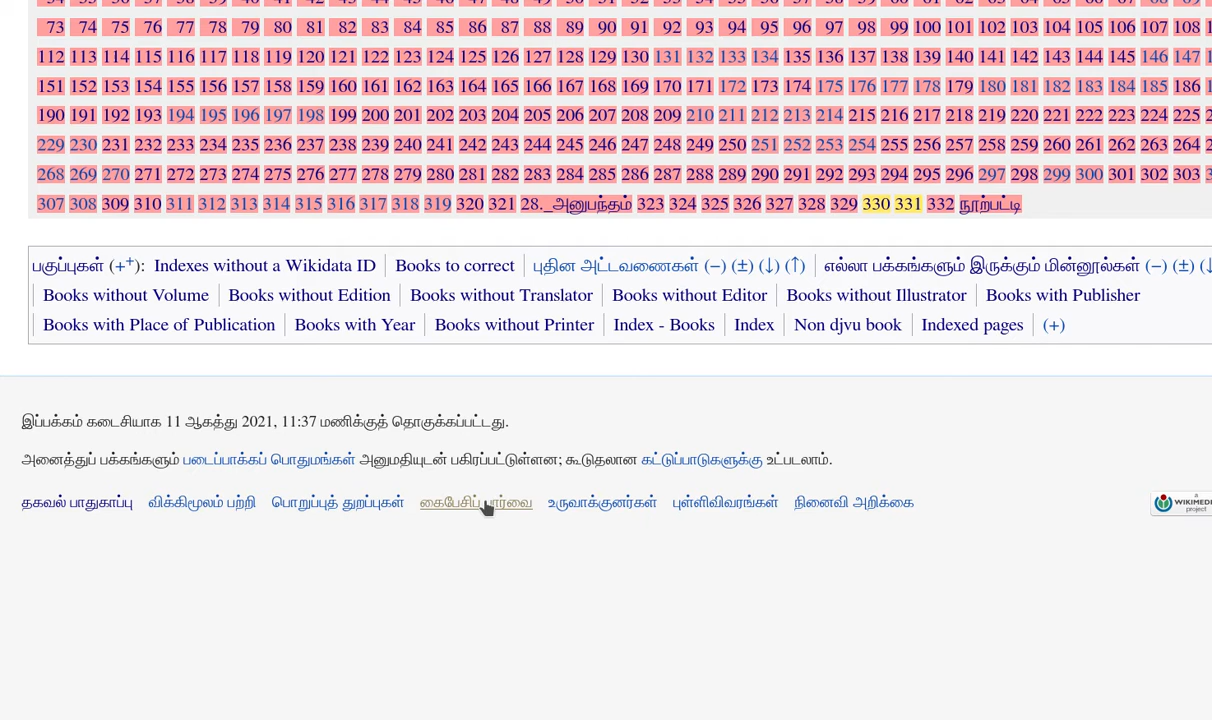 73 74 75 76 77 78 79 80 81 82 83 84 85 86 87 88 89 90 91 92 93 94 95 96 97 98 99 100 101 102 103 104 105 106 107 108
112 113 114 115 116 117 118 119 120 121 122 123 124 125 126 127 128 129 130 131 132 133 134 135 136 137 138 139 140 141 142 143 144 145 146 147
151 152 153 154 155 156 157 158 159 160 161 162 163 164 165 166 167 168 169 170 171 172 173 174 175 176 177 178 179 180 181 182 183 184 185 186
190 191 192 193 194 195 196 197 198 199 200 201 202 203 204 205 206 207 208 209 210 211 212 213 214 215 216 217 218 219 220 221 222 223 224 225
229 230 231 232 233 234 235 236 237 238 239 240 241 242 243 244 245 246 247 248 249 250 251 252 253 254 255 256 257 258 259 260 261 262 263 264
268 269 270 271 272 273 274 275 276 277 278 279 280 281 282 283 284 285 286 287 288 289 290 291 292 293 294 295 296 297 298 299 300 301 302 303
307 308 309 310 311 312 313 314 315 316 317 318 319 320 321 28._அனுபந்தம் 323 324 325 326 327 328 329 330 331 332 நூற்பட்டி
பகுப்புகள் (+⁺): Indexes without a Wikidata ID | Books to correct | புதின அட்டவணைகள் (−) (±) (↓) (↑) | எல்லா பக்கங்களும் இருக்கும் மின்னூல்கள் (−) (±)
| Books without Volume | Books without Edition | Books without Translator | Books without Editor | Books without Illustrator | Books with Publisher
| Books with Place of Publication | Books with Year | Books without Printer | Index - Books | Index | Non djvu book | Indexed pages | (+)
இப்பக்கம் கடைசியாக 11 ஆகத்து 2021, 11:37 மணிக்குத் தொகுக்கப்பட்டது.
அனைத்துப் பக்கங்களும் படைப்பாக்கப் பொதுமங்கள் அனுமதியுடன் பகிரப்பட்டுள்ளன; கூடுதலான கட்டுப்பாடுகளுக்கு உட்படலாம்.
தகவல் பாதுகாப்பு விக்கிமூலம் பற்றி பொறுப்புத் துறப்புகள் கைபேசிப் பார்வை உருவாக்குனர்கள் புள்ளிவிவரங்கள் நினைவி அறிக்கை